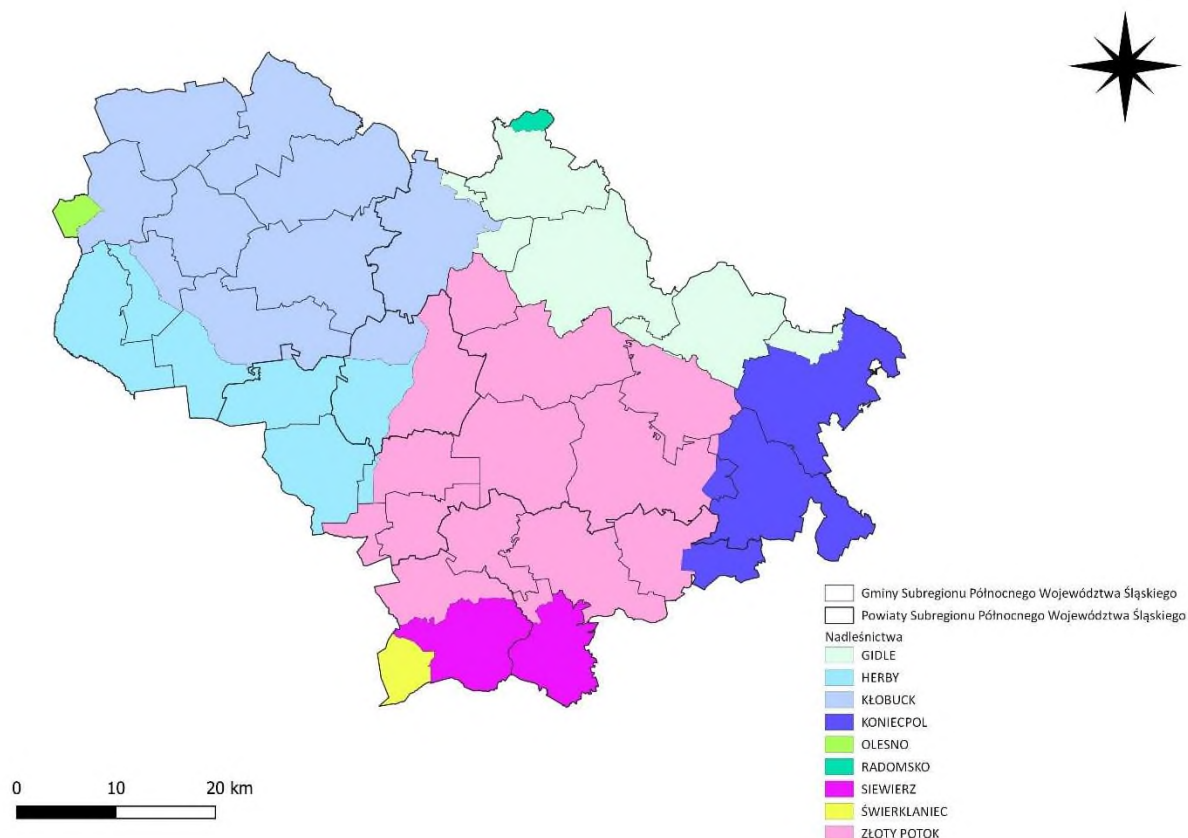 Gminy Subregionu Północnego Województwa Śląskiego
Powiaty Subregionu Północnego Województwa Śląskiego
Nadleśnictwa
GIDLE
HERBY
KŁOBUCK
KONIECPOL
OLESNO
RADOMSKO
SIEWIERZ
ŚWIERKLANIEC
ZŁOTY POTOK
0 10 20 km